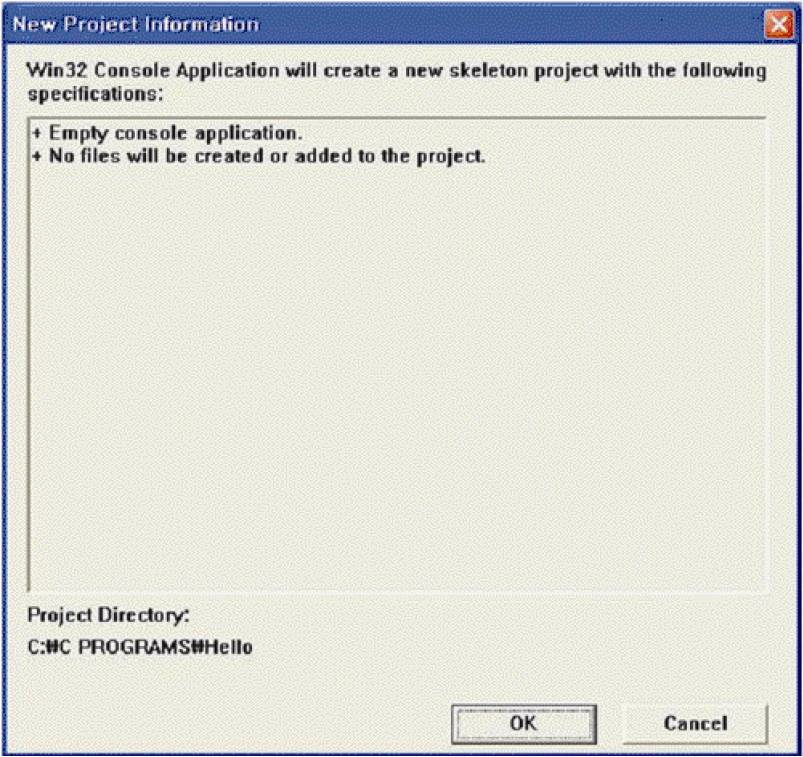 New Project Information
Win32 Console Application will create a new skeleton project with the following
specifications:
+ Empty console application.
+ No files will be created or added to the project.
Project Directory:
C:₩C PROGRAMS₩Hello
OK
Cancel